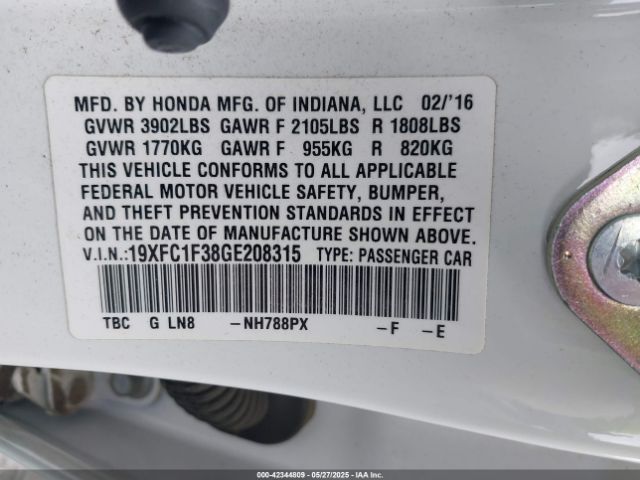 MFD. BY HONDA MFG. OF INDIANA, LLC 02/'16
GVWR 3902LBS GAWR F 2105LBS R 1808LBS
GVWR 1770KG GAWR F 955KG R 820KG
THIS VEHICLE CONFORMS TO ALL APPLICABLE
FEDERAL MOTOR VEHICLE SAFETY, BUMPER,
AND THEFT PREVENTION STANDARDS IN EFFECT
ON THE DATE OF MANUFACTURE SHOWN ABOVE.
V.I.N.:19XFC1F38GE208315 TYPE: PASSENGER CAR
TBC G LN8 -NH788PX -F -E
000-42344809 - 05/27/2025 - IAAI.COM